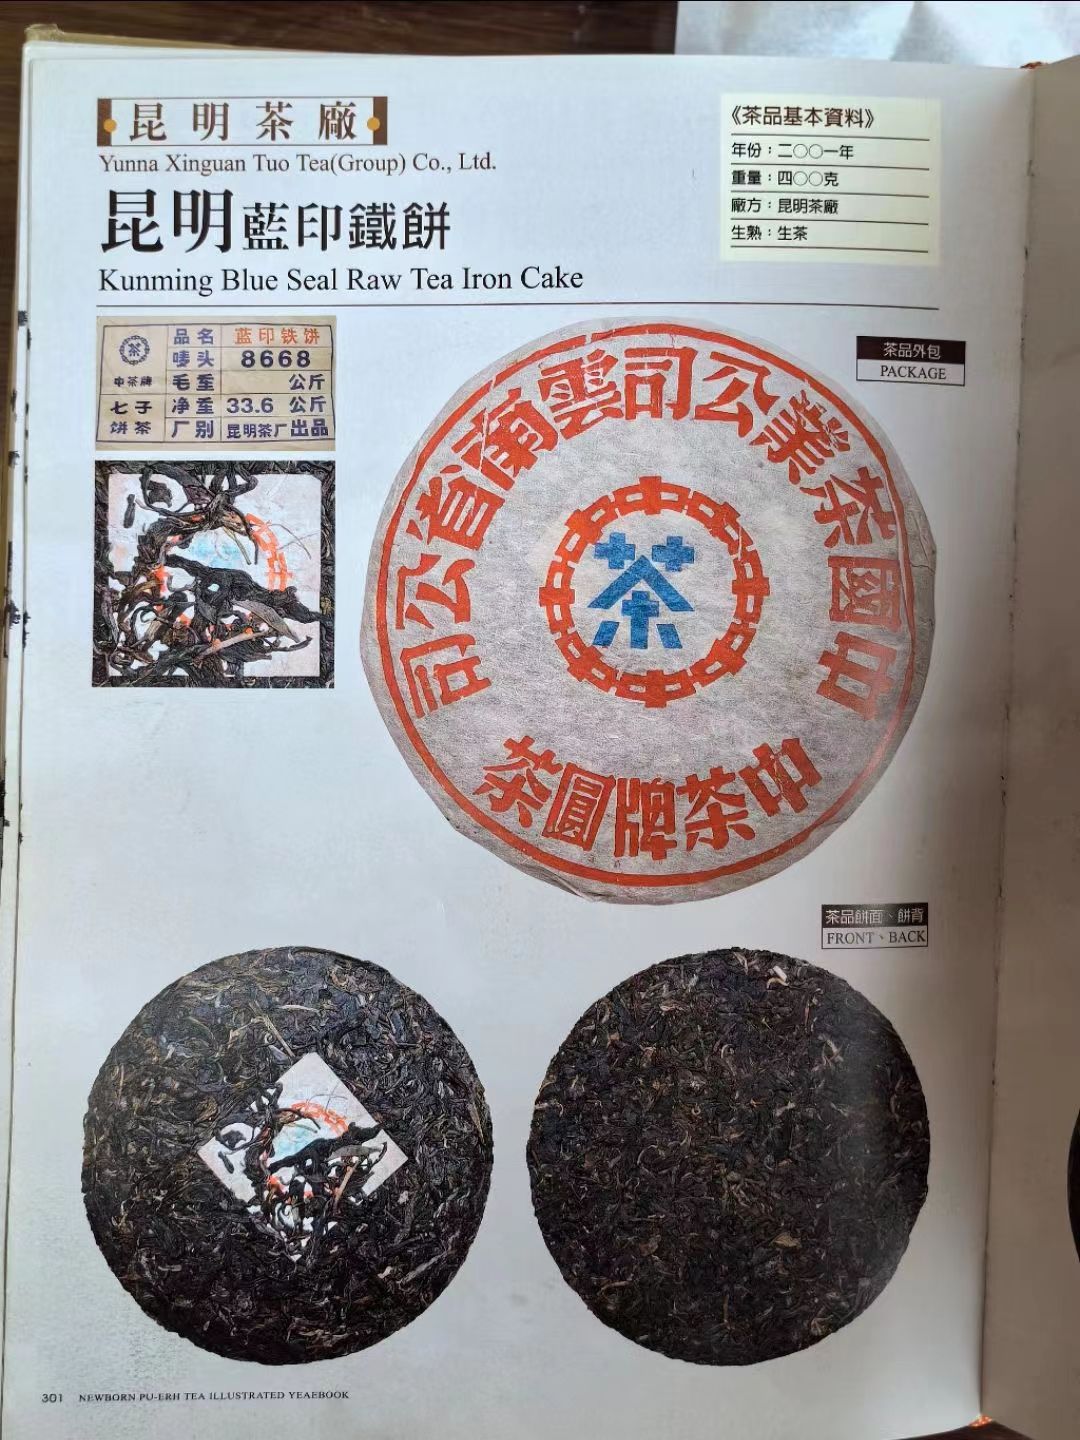 昆明茶廠
Yunna Xinguan Tuo Tea(Group) Co., Ltd.
昆明藍印鐵餅
Kunming Blue Seal Raw Tea Iron Cake
《茶品基本資料》
年份：二〇〇一年
重量：四〇〇克
廠方：昆明茶廠
生熟：生茶
茶
中茶牌
七子
饼茶
品名 蓝印铁饼
唛头 8668
毛重 公斤
净重 33.6 公斤
厂别 昆明茶厂出品
茶品外包
PACKAGE
中國茶業公司雲南省公司
茶
中茶牌圓茶
茶品餅面、餅背
FRONT、BACK
301 NEWBORN PU-ERH TEA ILLUSTRATED YEAEBOOK